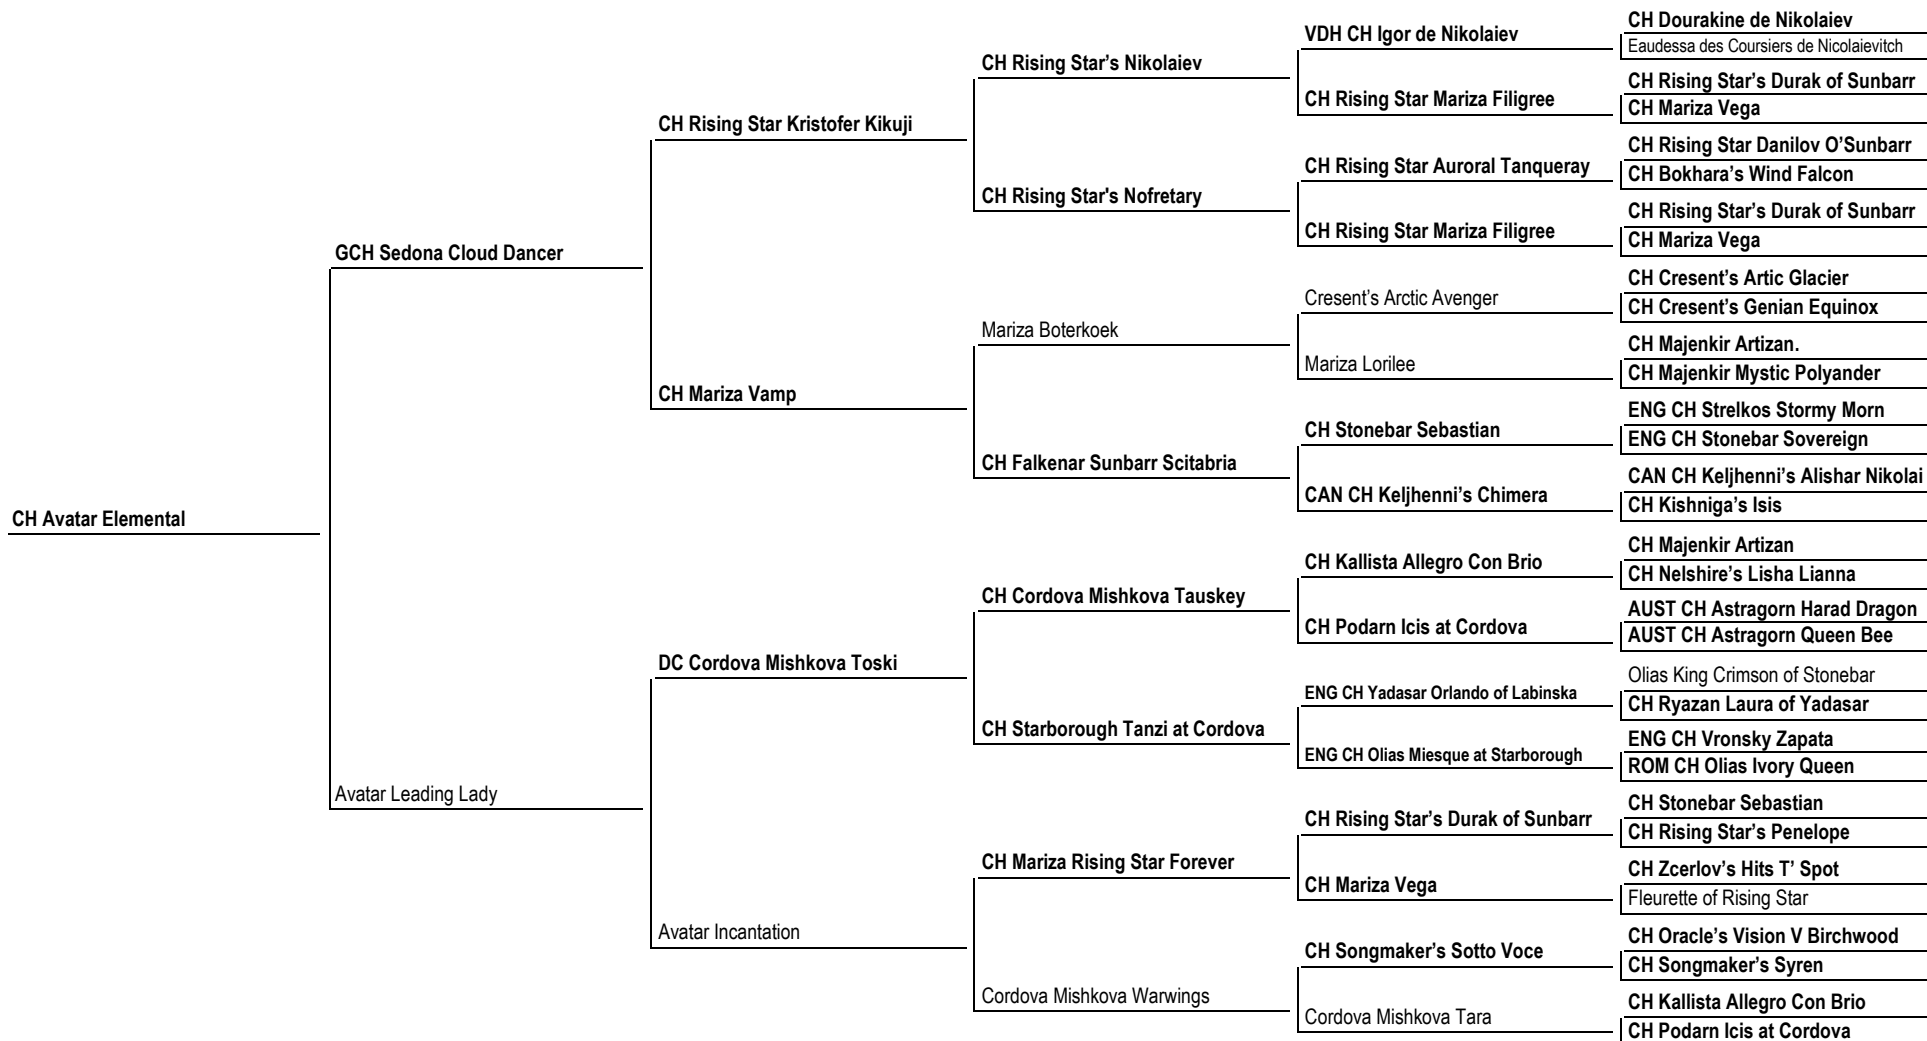 CH Dourakine de Nikolaiev
VDH CH Igor de Nikolaiev
Eaudessa des Coursiers de Nicolaievitch
CH Rising Star’s Nikolaiev
CH Rising Star’s Durak of Sunbarr
CH Rising Star Mariza Filigree
CH Mariza Vega
CH Rising Star Kristofer Kikuji
CH Rising Star Danilov O’Sunbarr
CH Rising Star Auroral Tanqueray
CH Bokhara’s Wind Falcon
CH Rising Star's Nofretary
CH Rising Star’s Durak of Sunbarr
CH Rising Star Mariza Filigree
CH Mariza Vega
GCH Sedona Cloud Dancer
CH Cresent’s Artic Glacier
Cresent’s Arctic Avenger
CH Cresent’s Genian Equinox
Mariza Boterkoek
CH Majenkir Artizan.
Mariza Lorilee
CH Majenkir Mystic Polyander
CH Mariza Vamp
ENG CH Strelkos Stormy Morn
CH Stonebar Sebastian
ENG CH Stonebar Sovereign
CH Falkenar Sunbarr Scitabria
CAN CH Keljhenni’s Alishar Nikolai
CAN CH Keljhenni’s Chimera
CH Kishniga’s Isis
CH Avatar Elemental
CH Majenkir Artizan
CH Kallista Allegro Con Brio
CH Nelshire’s Lisha Lianna
CH Cordova Mishkova Tauskey
AUST CH Astragorn Harad Dragon
CH Podarn Icis at Cordova
AUST CH Astragorn Queen Bee
DC Cordova Mishkova Toski
Olias King Crimson of Stonebar
ENG CH Yadasar Orlando of Labinska
CH Ryazan Laura of Yadasar
CH Starborough Tanzi at Cordova
ENG CH Vronsky Zapata
ENG CH Olias Miesque at Starborough
ROM CH Olias Ivory Queen
Avatar Leading Lady
CH Stonebar Sebastian
CH Rising Star’s Durak of Sunbarr
CH Rising Star’s Penelope
CH Mariza Rising Star Forever
CH Zcerlov’s Hits T’ Spot
CH Mariza Vega
Fleurette of Rising Star
Avatar Incantation
CH Oracle’s Vision V Birchwood
CH Songmaker’s Sotto Voce
CH Songmaker’s Syren
Cordova Mishkova Warwings
CH Kallista Allegro Con Brio
Cordova Mishkova Tara
CH Podarn Icis at Cordova